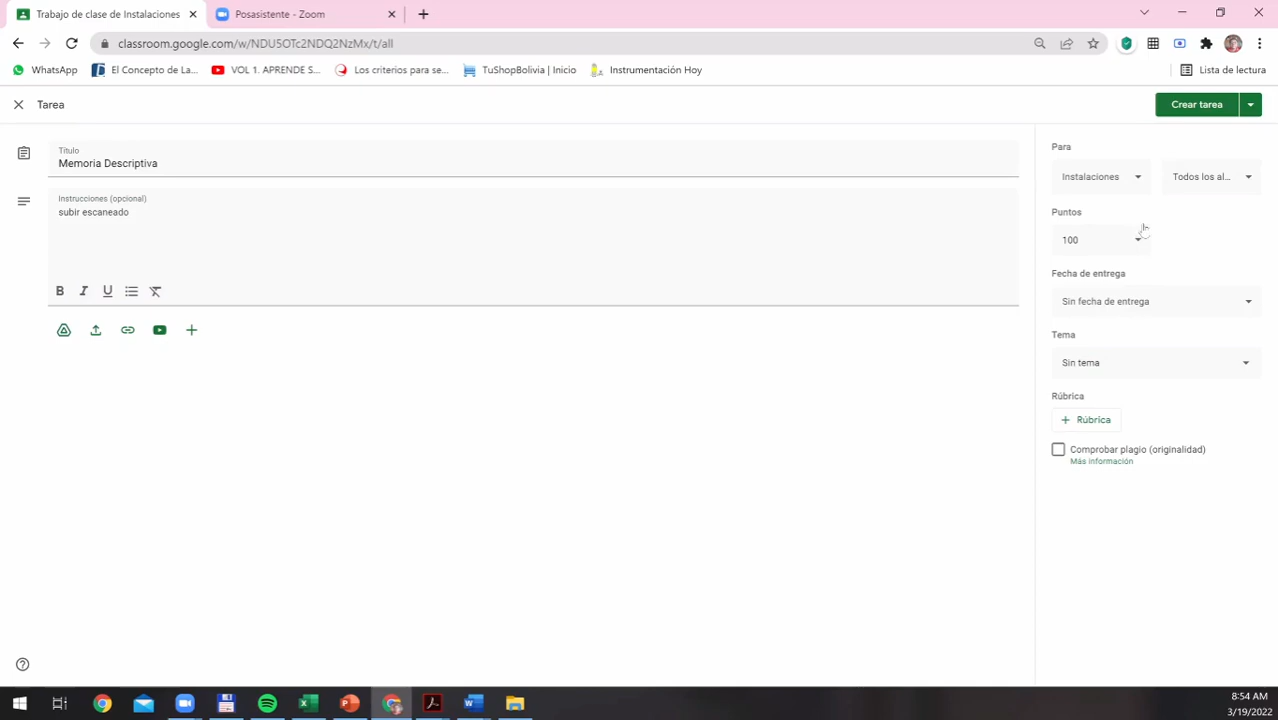 Trabajo de clase de Instalaciones
Posasistente - Zoom
classroom.google.com/w/NDU5OTc2NDQ2NzMx/t/all
WhatsApp
El Concepto de La...
VOL 1. APRENDE S...
Los criterios para se...
TuShopBolivia | Inicio
Instrumentación Hoy
Lista de lectura
Tarea
Crear tarea
Título
Memoria Descriptiva
Instrucciones (opcional)
subir escaneado
Para
Instalaciones
Todos los al...
Puntos
100
Fecha de entrega
Sin fecha de entrega
Tema
Sin tema
Rúbrica
+ Rúbrica
Comprobar plagio (originalidad)
Más información
8:54 AM
3/19/2022